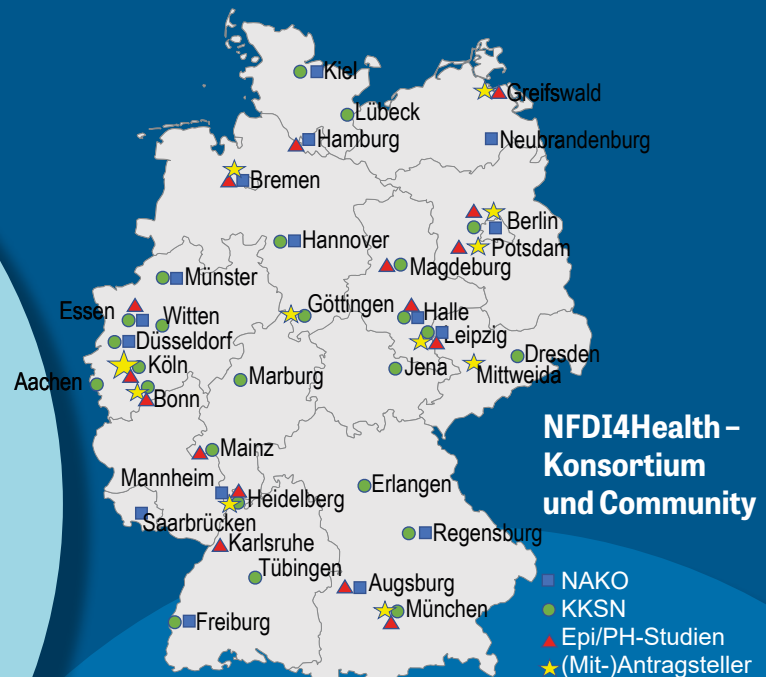 Kiel
Lübeck
Greifswald
Hamburg
Neubrandenburg
Bremen
Berlin
Hannover
Potsdam
Magdeburg
Münster
Essen
Witten
Göttingen
Halle
Düsseldorf
Leipzig
Köln
Dresden
Aachen
Marburg
Jena
Mittweida
Bonn
NFDI4Health –
Konsortium
und Community
Mainz
Mannheim
Heidelberg
Erlangen
Saarbrücken
Regensburg
Karlsruhe
Tübingen
Augsburg
München
Freiburg
NAKO
KKSN
Epi/PH-Studien
(Mit-)Antragsteller